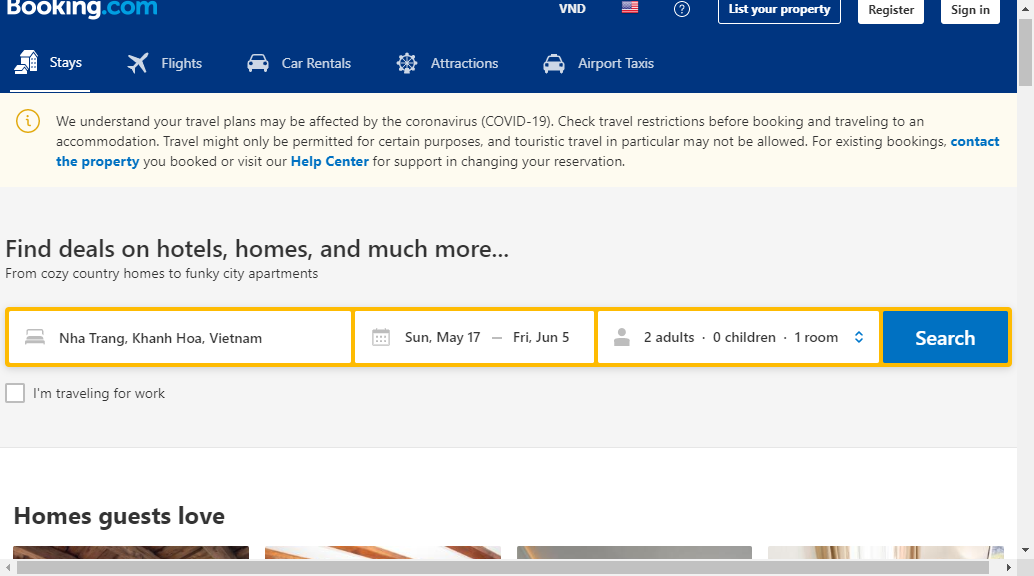 Booking.com
VND
List your property
Register
Sign in
Stays
Flights
Car Rentals
Attractions
Airport Taxis
We understand your travel plans may be affected by the coronavirus (COVID-19). Check travel restrictions before booking and traveling to an
accommodation. Travel might only be permitted for certain purposes, and touristic travel in particular may not be allowed. For existing bookings, contact
the property you booked or visit our Help Center for support in changing your reservation.
Find deals on hotels, homes, and much more...
From cozy country homes to funky city apartments
Nha Trang, Khanh Hoa, Vietnam
Sun, May 17 — Fri, Jun 5
2 adults · 0 children · 1 room
Search
I'm traveling for work
Homes guests love